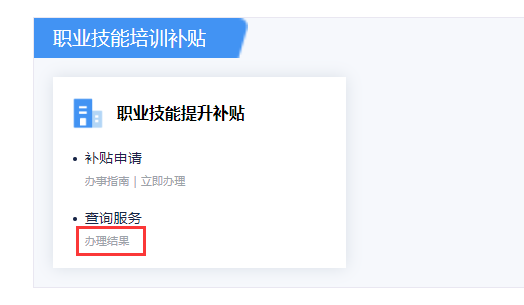 职业技能培训补贴
职业技能提升补贴
补贴申请
办事指南 | 立即办理
查询服务
办理结果